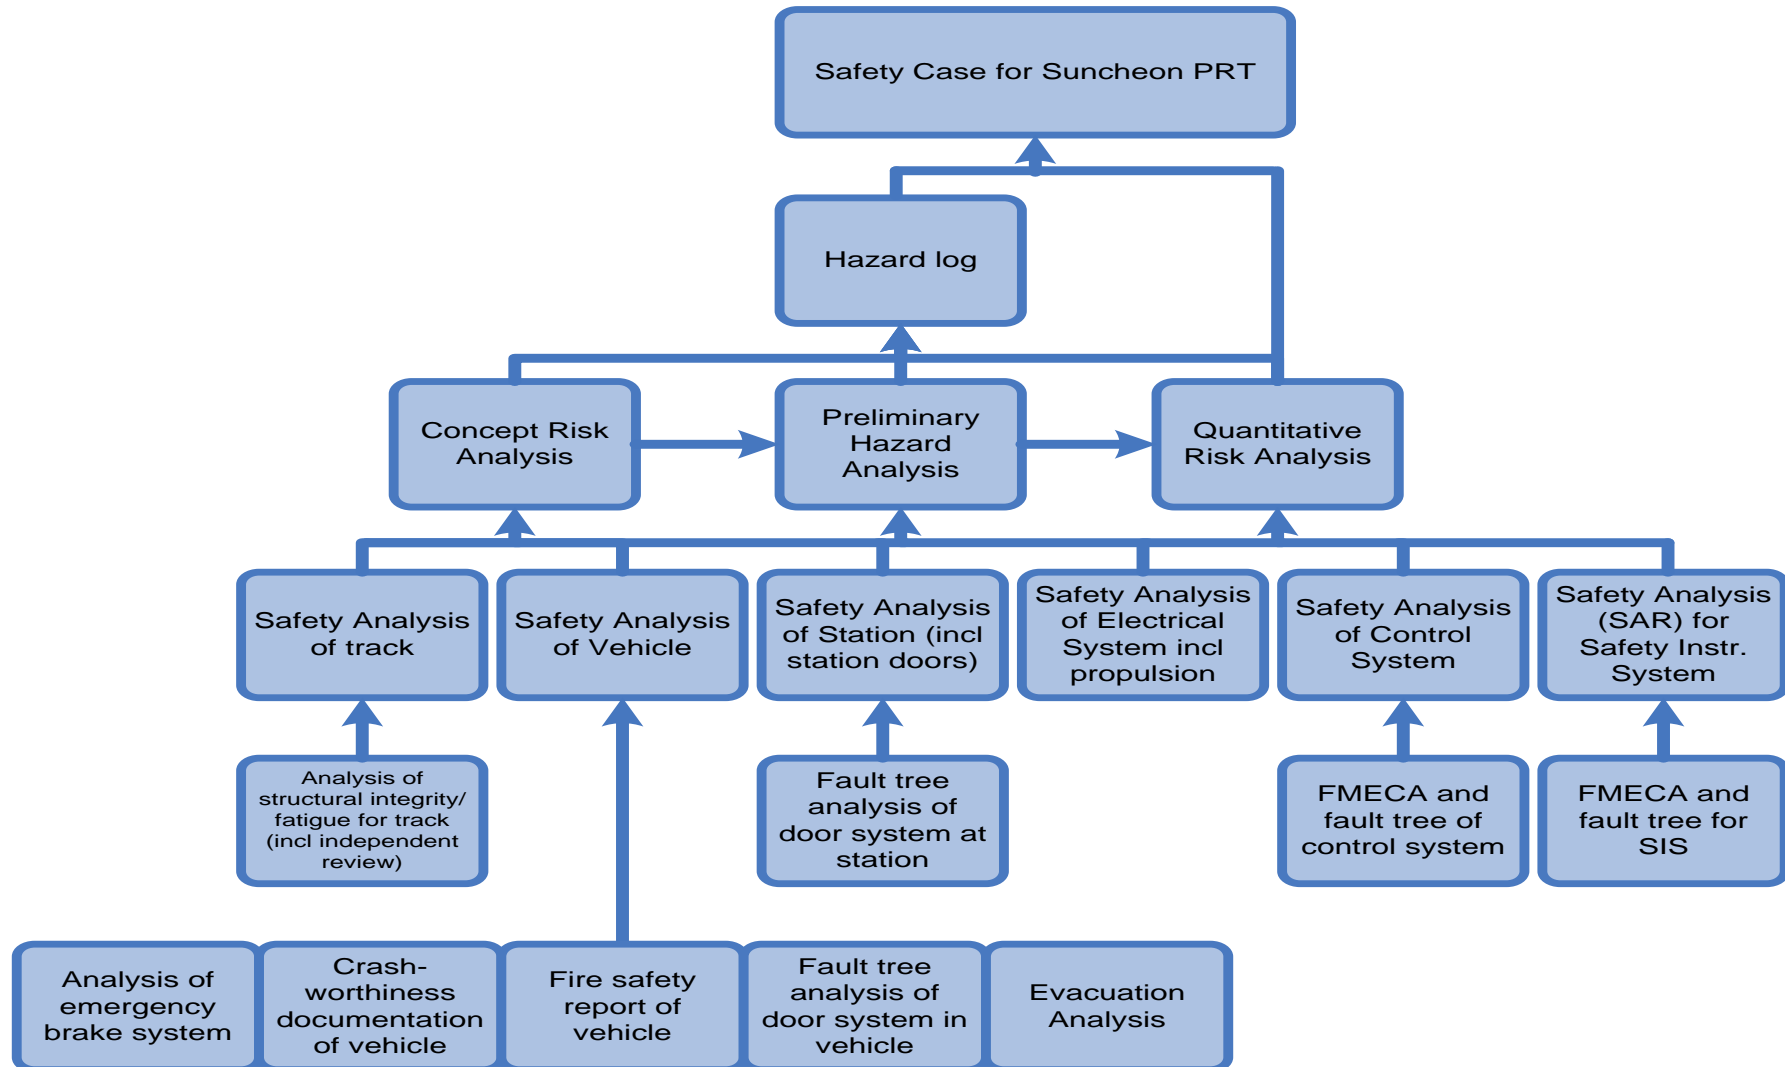 Safety Case for Suncheon PRT
Hazard log
Concept Risk
Analysis
Preliminary
Hazard
Analysis
Quantitative
Risk Analysis
Safety Analysis
of track
Safety Analysis
of Vehicle
Safety Analysis
of Station (incl
station doors)
Safety Analysis
of Electrical
System incl
propulsion
Safety Analysis
of Control
System
Safety Analysis
(SAR) for
Safety Instr.
System
Analysis of
structural integrity/
fatigue for track
(incl independent
review)
Fault tree
analysis of
door system at
station
FMECA and
fault tree of
control system
FMECA and
fault tree for
SIS
Analysis of
emergency
brake system
Crash-
worthiness
documentation
of vehicle
Fire safety
report of
vehicle
Fault tree
analysis of
door system in
vehicle
Evacuation
Analysis